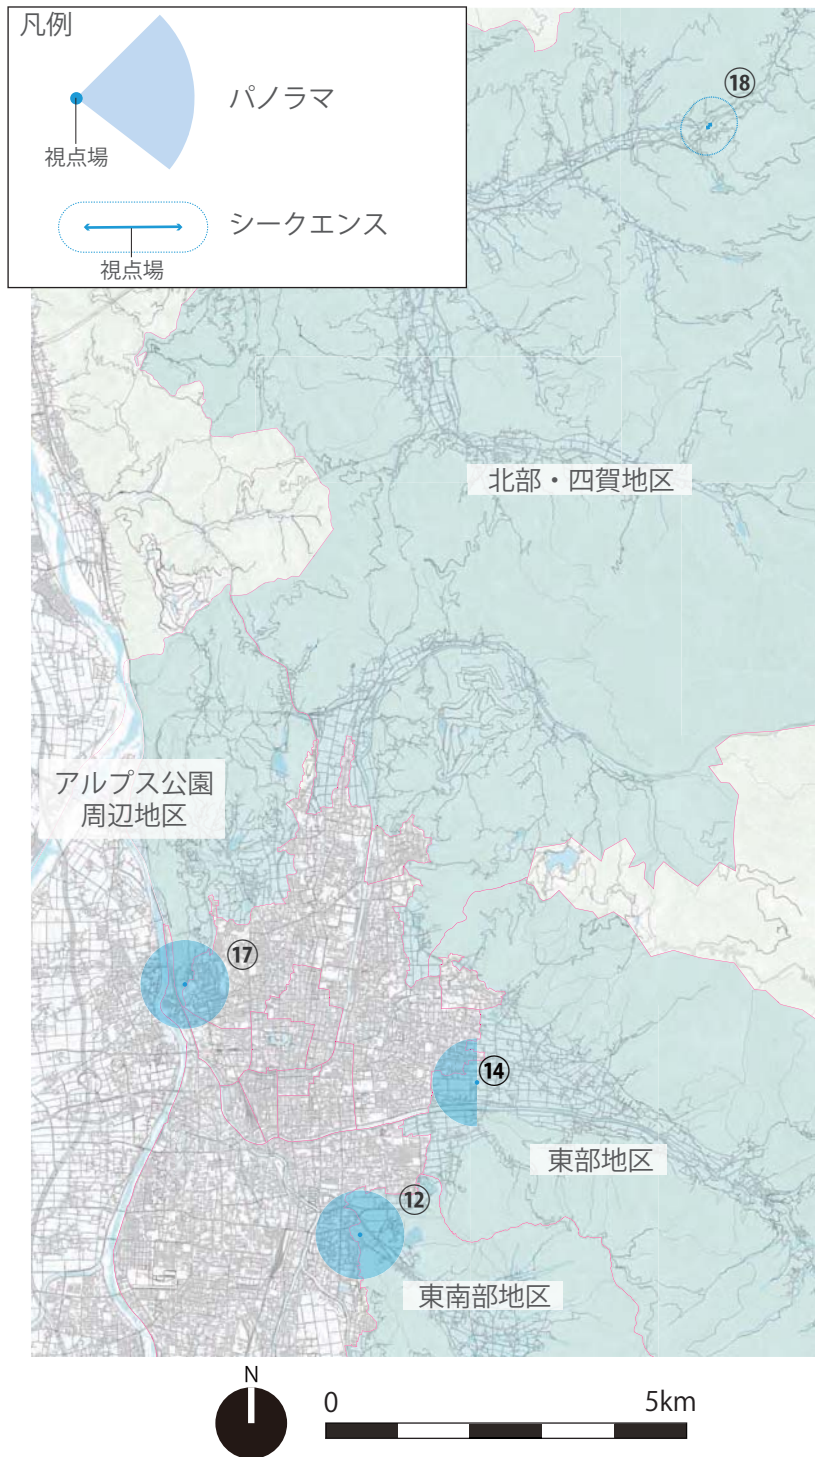 凡例
パノラマ
視点場
シークエンス
視点場
⑱
北部・四賀地区
アルプス公園
周辺地区
⑰
⑭
東部地区
⑫
東南部地区
N
0
5km